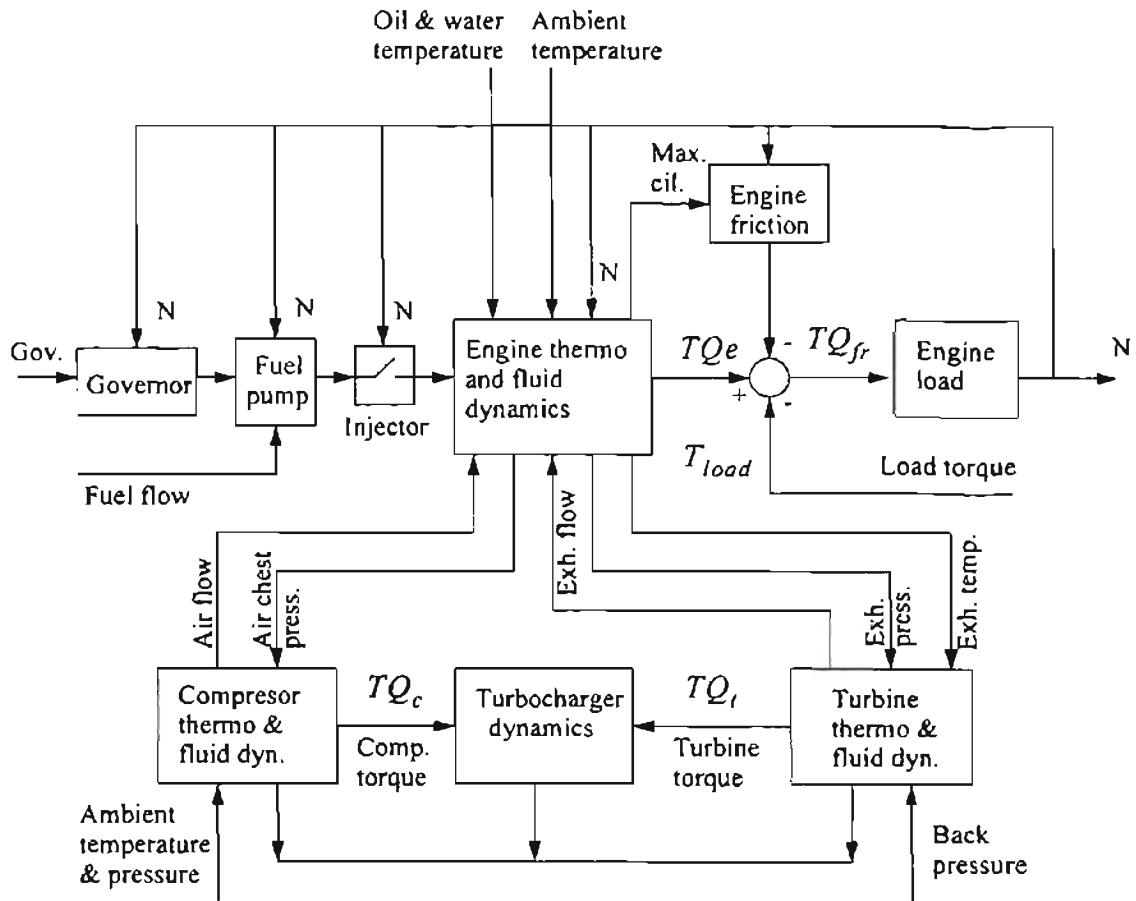 Oil & water
temperature
Ambient
temperature
Max.
cil.
Engine
friction
N
N
N
N
Gov.
Governor
Fuel
pump
Injector
Engine thermo
and fluid
dynamics
TQe
+
-
-
TQfr
Engine
load
N
Fuel flow
Tload
Load torque
Air flow
Air chest
press.
Exh. flow
Exh.
press.
Exh. temp.
Compresor
thermo &
fluid dyn.
TQc
Comp.
torque
Turbocharger
dynamics
TQt
Turbine
torque
Turbine
thermo &
fluid dyn.
Ambient
temperature
& pressure
Back
pressure